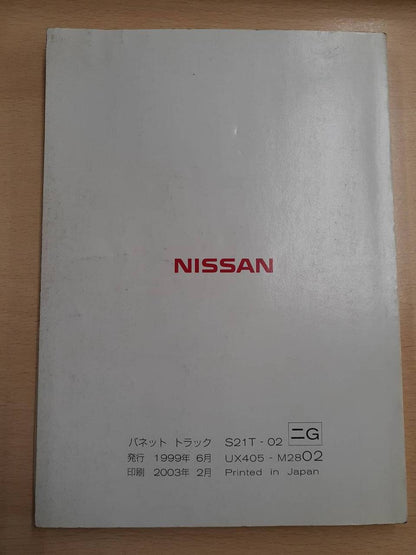 NISSAN
バネット トラック S21T - 02 ニG
発行 1999年 6月 UX405 - M2802
印刷 2003年 2月 Printed in Japan